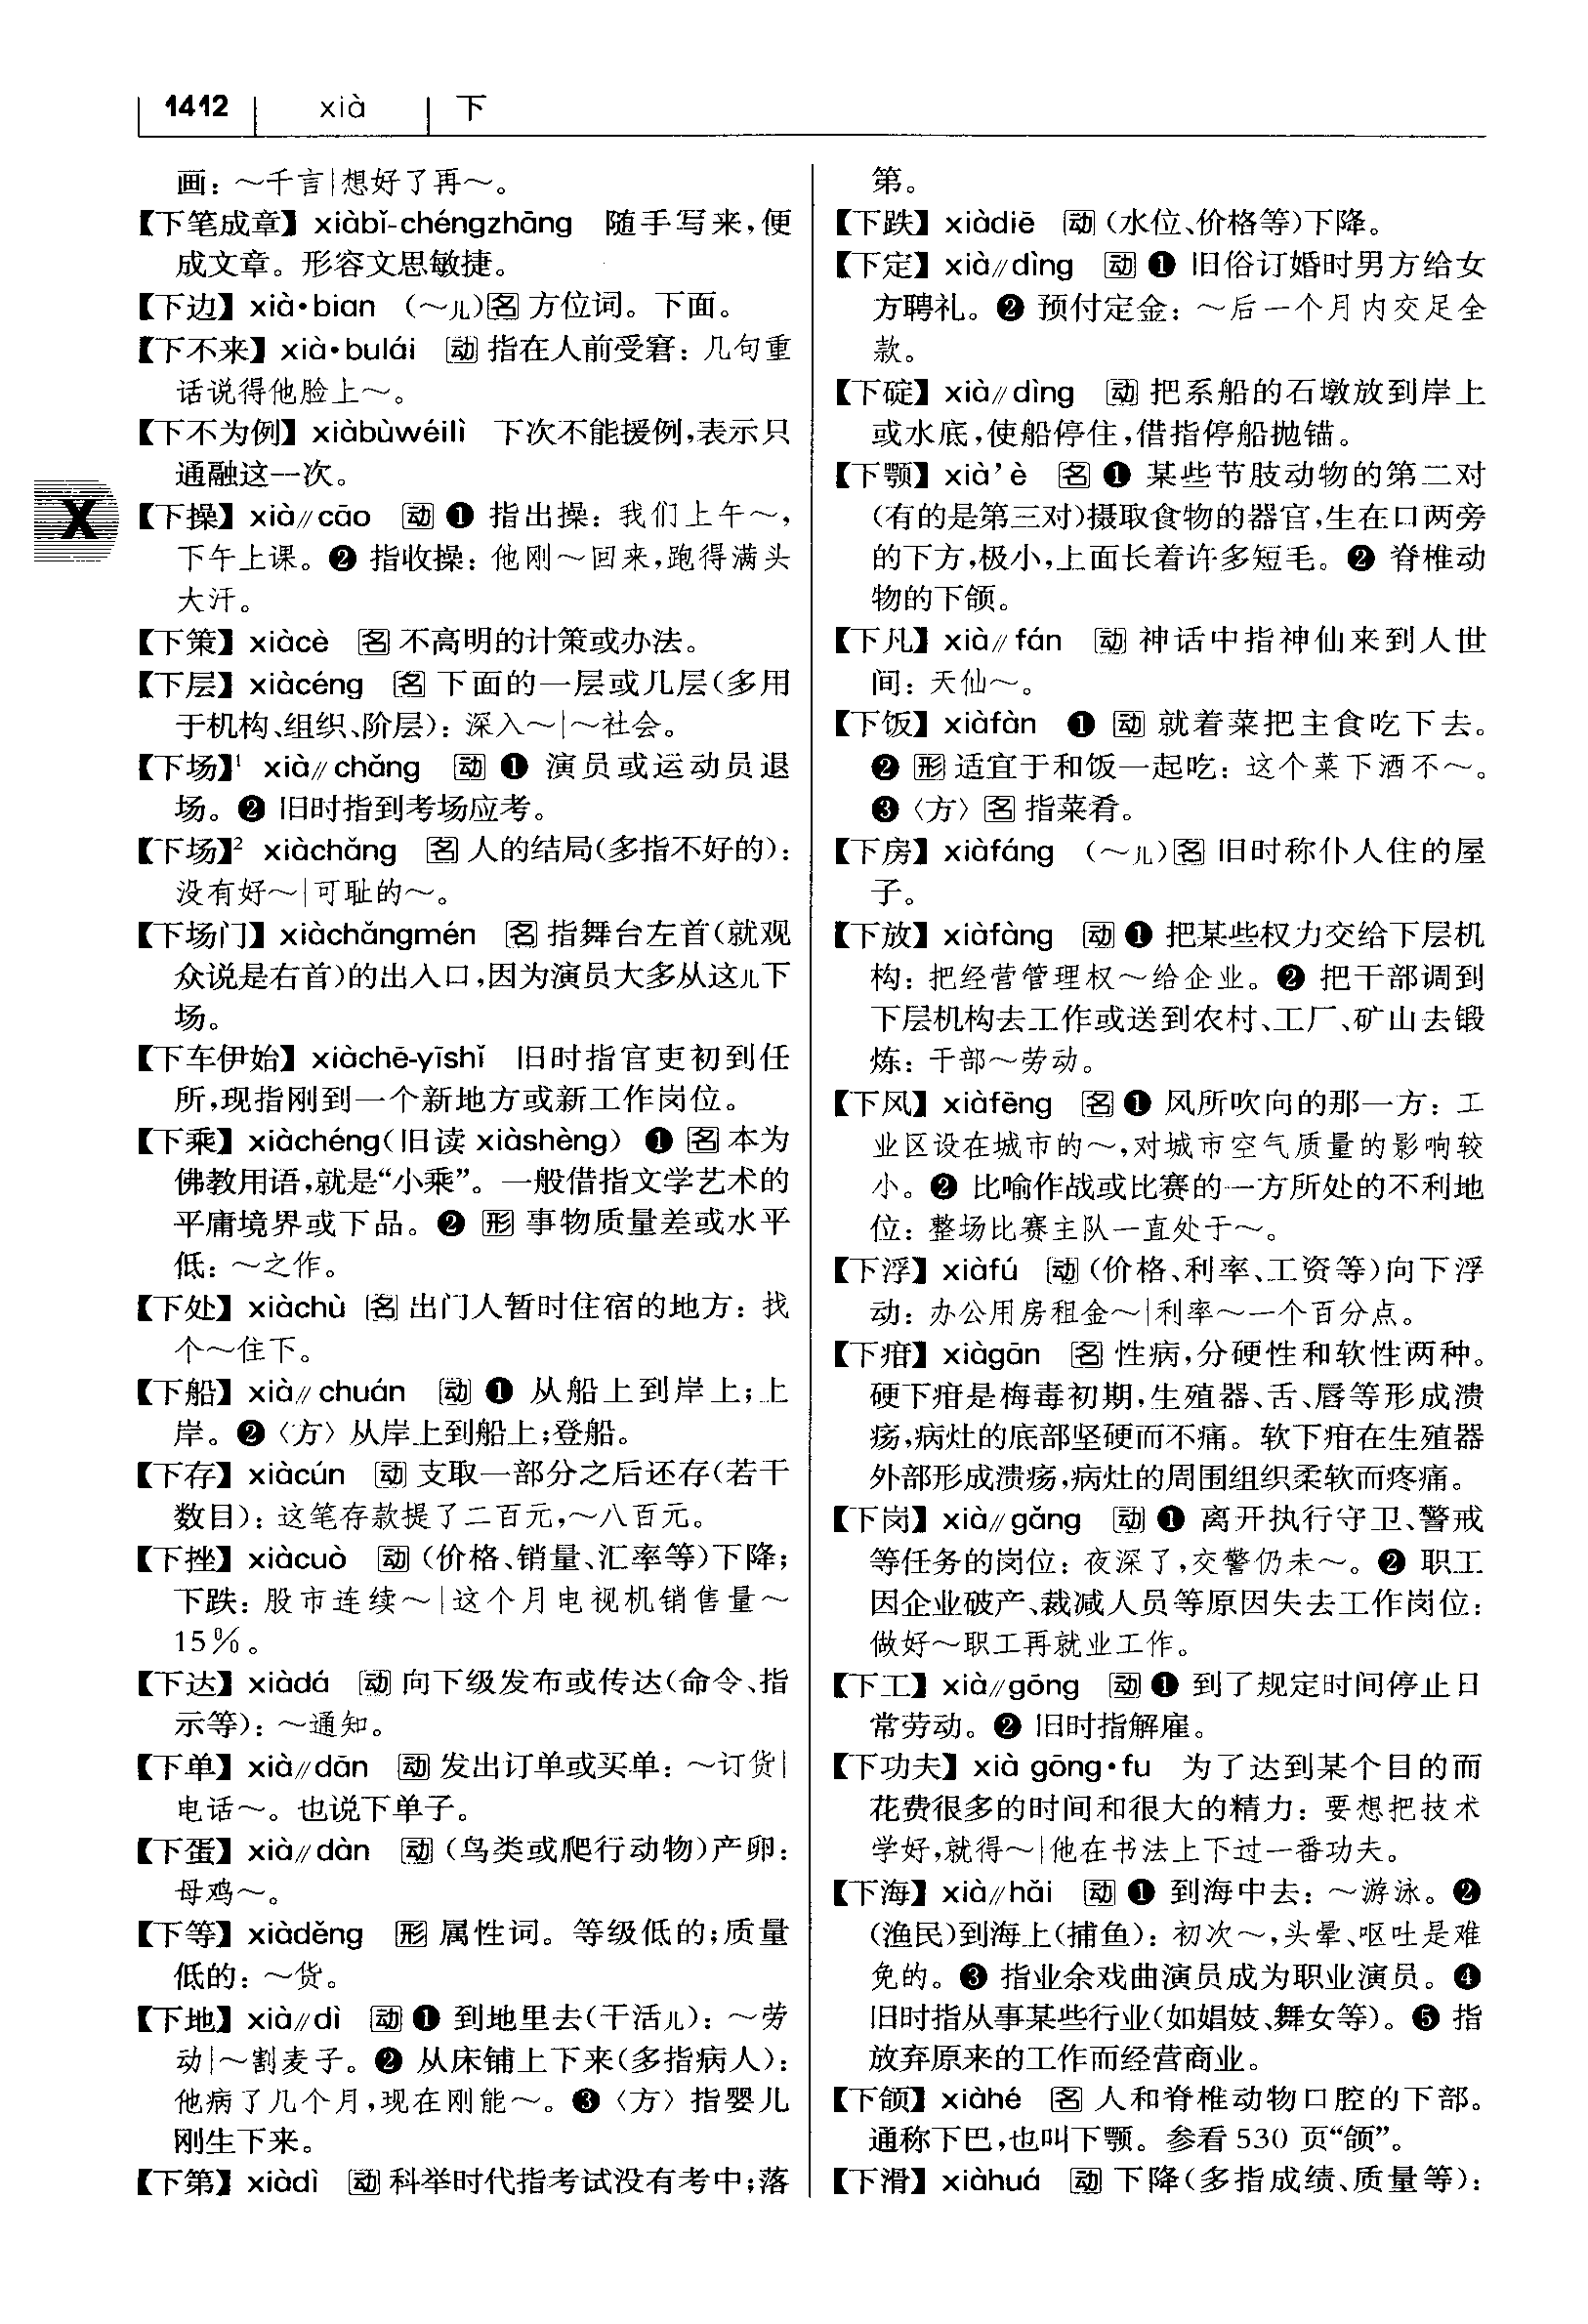 1412 xià 下
画：～千言|想好了再～。
【下笔成章】xiàbǐ-chéngzhāng 随手写来，便
成文章。形容文思敏捷。
【下边】xià·bian （～儿）名 方位词。下面。
【下不来】xià·bulái 动 指在人前受窘：几句重
话说得他脸上～。
【下不为例】xiàbùwéilì 下次不能援例，表示只
通融这一次。
X
【下操】xià//cāo 动 ❶ 指出操：我们上午～，
下午上课。❷ 指收操：他刚～回来，跑得满头
大汗。
【下策】xiàcè 名 不高明的计策或办法。
【下层】xiàcéng 名 下面的一层或几层（多用
于机构、组织、阶层）：深入～|～社会。
【下场】¹ xià//chǎng 动 ❶ 演员或运动员退
场。❷ 旧时指到考场应考。
【下场】² xiàchǎng 名 人的结局（多指不好的）：
没有好～|可耻的～。
【下场门】xiàchǎngmén 名 指舞台左首（就观
众说是右首）的出入口，因为演员大多从这儿下
场。
【下车伊始】xiàchē-yīshǐ 旧时指官吏初到任
所，现指刚到一个新地方或新工作岗位。
【下乘】xiàchéng（旧读 xiàshèng） ❶ 名 本为
佛教用语，就是“小乘”。一般借指文学艺术的
平庸境界或下品。❷ 形 事物质量差或水平
低：～之作。
【下处】xiàchù 名 出门人暂时住宿的地方：找
个～住下。
【下船】xià//chuán 动 ❶ 从船上到岸上；上
岸。❷〈方〉从岸上到船上；登船。
【下存】xiàcún 动 支取一部分之后还存（若干
数目）：这笔存款提了二百元，～八百元。
【下挫】xiàcuò 动 （价格、销量、汇率等）下降；
下跌：股市连续～|这个月电视机销售量～
15%。
【下达】xiàdá 动 向下级发布或传达（命令、指
示等）：～通知。
【下单】xià//dān 动 发出订单或买单：～订货|
电话～。也说下单子。
【下蛋】xià//dàn 动 （鸟类或爬行动物）产卵：
母鸡～。
【下等】xiàděng 形 属性词。等级低的；质量
低的：～货。
【下地】xià//dì 动 ❶ 到地里去（干活儿）：～劳
动|～割麦子。❷ 从床铺上下来（多指病人）：
他病了几个月，现在刚能～。❸〈方〉指婴儿
刚生下来。
【下第】xiàdì 动 科举时代指考试没有考中；落
第。
【下跌】xiàdiē 动（水位、价格等）下降。
【下定】xià//dìng 动 ❶ 旧俗订婚时男方给女
方聘礼。❷ 预付定金：～后一个月内交足全
款。
【下碇】xià//dìng 动 把系船的石墩放到岸上
或水底，使船停住，借指停船抛锚。
【下颚】xià’è 名 ❶ 某些节肢动物的第二对
（有的是第三对）摄取食物的器官，生在口两旁
的下方，极小，上面长着许多短毛。❷ 脊椎动
物的下颌。
【下凡】xià//fán 动 神话中指神仙来到人世
间：天仙～。
【下饭】xiàfàn ❶ 动 就着菜把主食吃下去。
❷ 形 适宜于和饭一起吃：这个菜下酒不～。
❸〈方〉名 指菜肴。
【下房】xiàfáng （～儿）名 旧时称仆人住的屋
子。
【下放】xiàfàng 动 ❶ 把某些权力交给下层机
构：把经营管理权～给企业。❷ 把干部调到
下层机构去工作或送到农村、工厂、矿山去锻
炼：干部～劳动。
【下风】xiàfēng 名 ❶ 风所吹向的那一方：工
业区设在城市的～，对城市空气质量的影响较
小。❷ 比喻作战或比赛的一方所处的不利地
位：整场比赛主队一直处于～。
【下浮】xiàfú 动（价格、利率、工资等）向下浮
动：办公用房租金～|利率～一个百分点。
【下疳】xiàgān 名 性病，分硬性和软性两种。
硬下疳是梅毒初期，生殖器、舌、唇等形成溃
疡，病灶的底部坚硬而不痛。软下疳在生殖器
外部形成溃疡，病灶的周围组织柔软而疼痛。
【下岗】xià//gǎng 动 ❶ 离开执行守卫、警戒
等任务的岗位：夜深了，交警仍未～。❷ 职工
因企业破产、裁减人员等原因失去工作岗位：
做好～职工再就业工作。
【下工】xià//gōng 动 ❶ 到了规定时间停止日
常劳动。❷ 旧时指解雇。
【下功夫】xià gōng·fu 为了达到某个目的而
花费很多的时间和很大的精力：要想把技术
学好，就得～|他在书法上下过一番功夫。
【下海】xià//hǎi 动 ❶ 到海中去：～游泳。❷
（渔民）到海上（捕鱼）：初次～，头晕、呕吐是难
免的。❸ 指业余戏曲演员成为职业演员。❹
旧时指从事某些行业（如娼妓、舞女等）。❺ 指
放弃原来的工作而经营商业。
【下颌】xiàhé 名 人和脊椎动物口腔的下部。
通称下巴，也叫下颚。参看 530 页“颌”。
【下滑】xiàhuá 动 下降（多指成绩、质量等）：